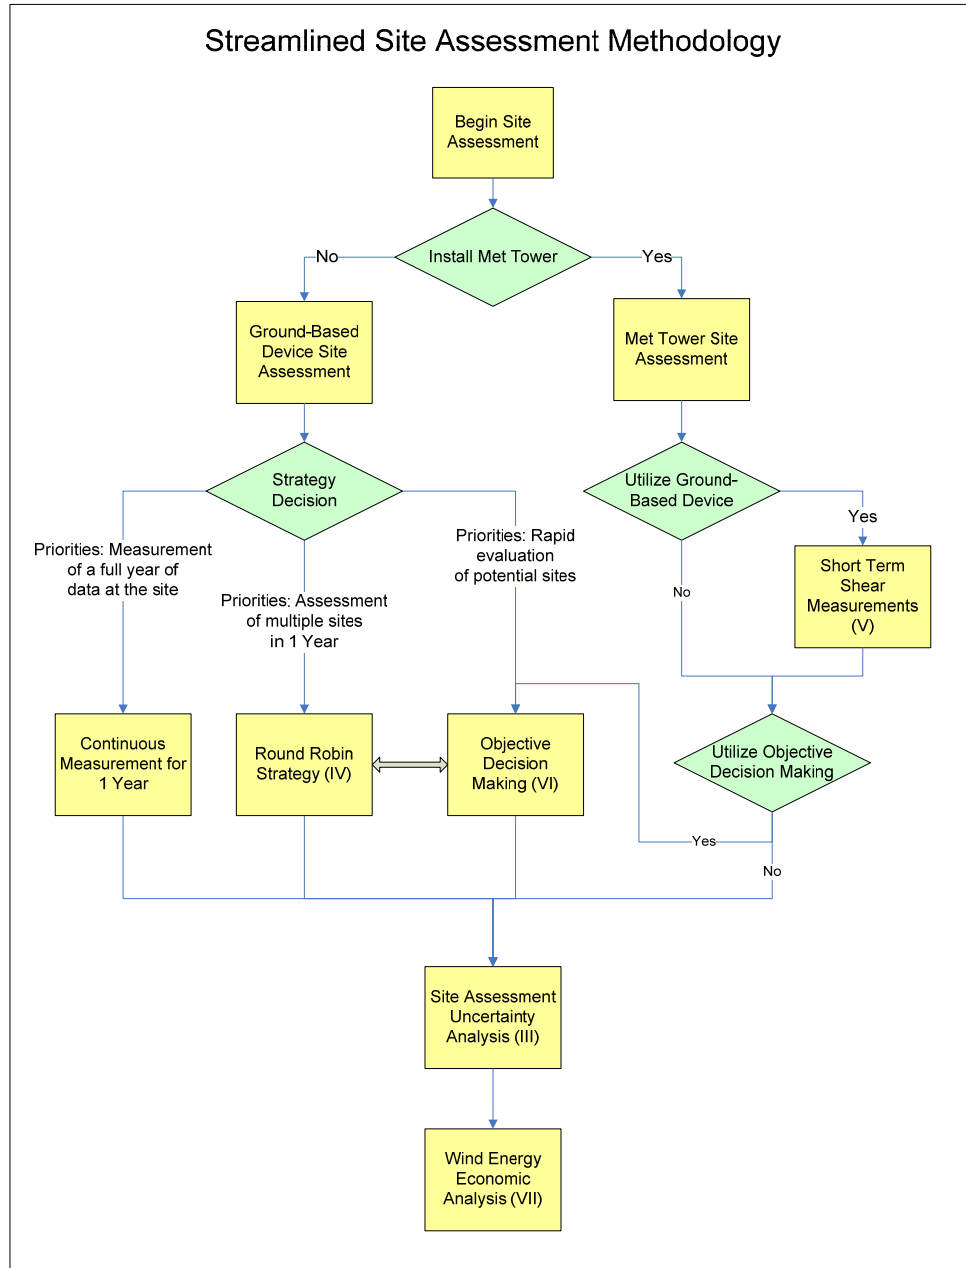 Streamlined Site Assessment Methodology
Begin Site
Assessment
Install Met Tower
No
Yes
Ground-Based
Device Site
Assessment
Met Tower Site
Assessment
Strategy
Decision
Utilize Ground-
Based Device
Priorities: Measurement
of a full year of
data at the site
Priorities: Assessment
of multiple sites
in 1 Year
Priorities: Rapid
evaluation
of potential sites
Yes
No
Short Term
Shear
Measurements
(V)
Continuous
Measurement for
1 Year
Round Robin
Strategy (IV)
Objective
Decision
Making (VI)
Utilize Objective
Decision Making
Yes
No
Site Assessment
Uncertainty
Analysis (III)
Wind Energy
Economic
Analysis (VII)